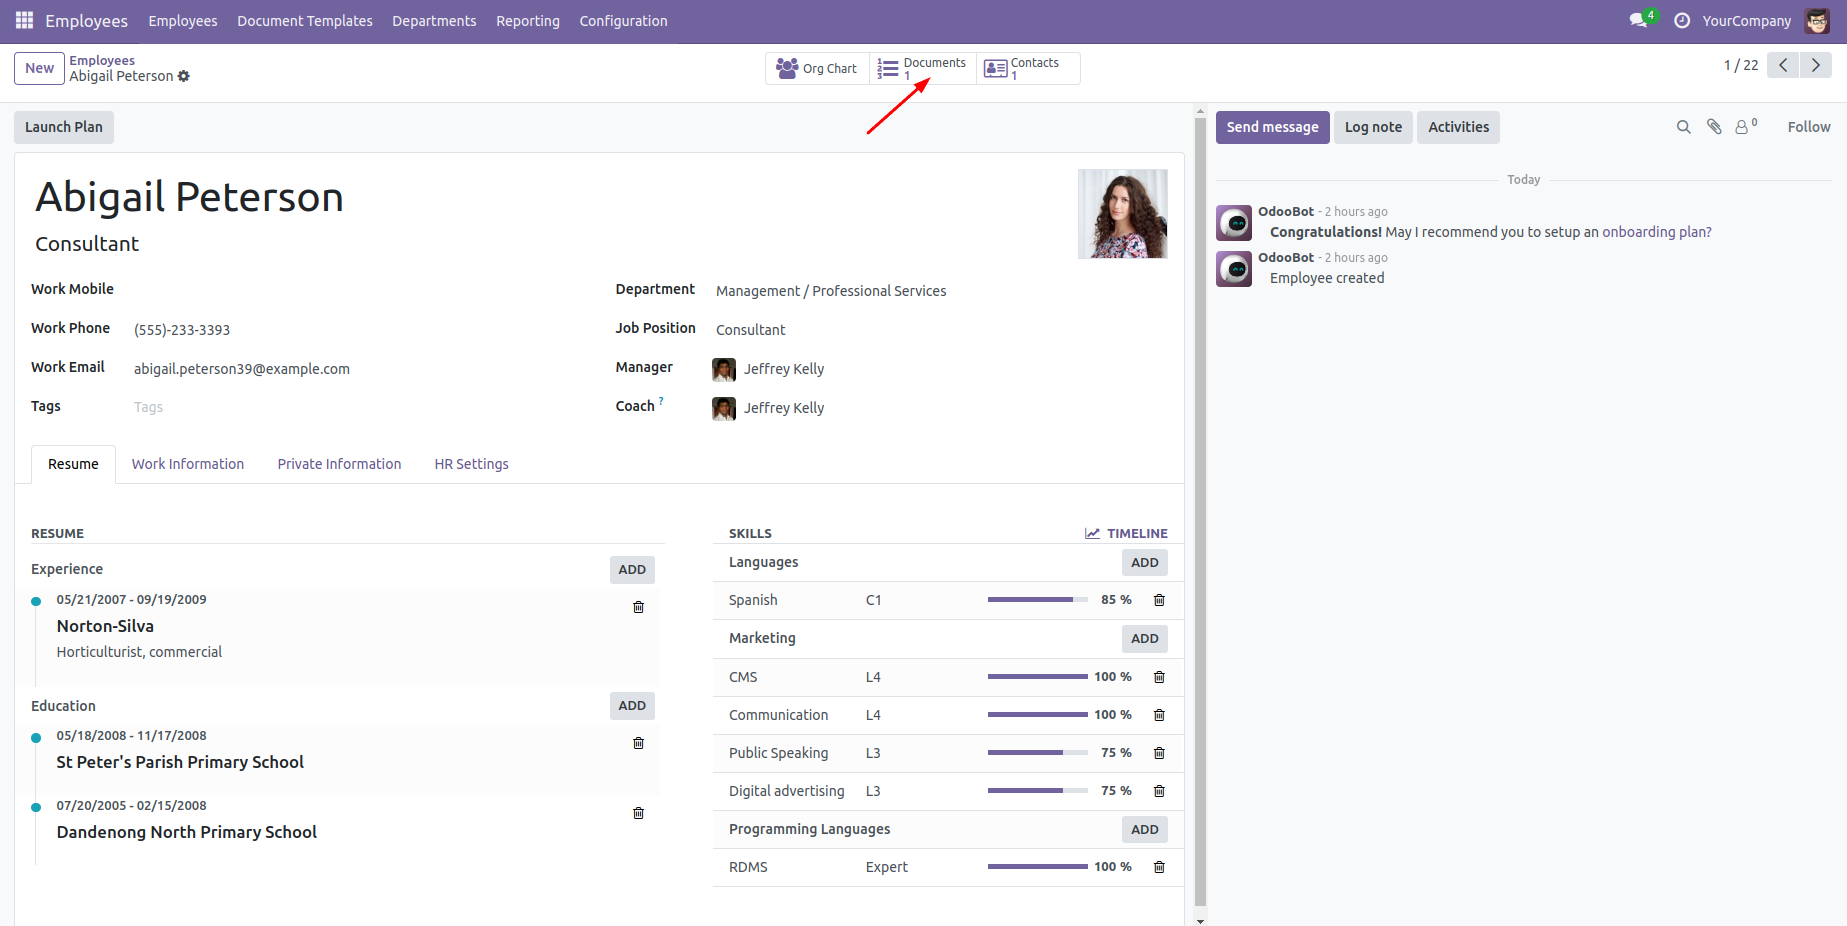 Employees Employees Document Templates Departments Reporting Configuration 4 YourCompany
New Employees
Abigail Peterson
Org Chart
Documents
1
Contacts
1
1 / 22
Launch Plan
Send message Log note Activities 0 Follow
Abigail Peterson
Consultant
Work Mobile
Work Phone (555)-233-3393
Work Email abigail.peterson39@example.com
Tags Tags
Department Management / Professional Services
Job Position Consultant
Manager Jeffrey Kelly
Coach ? Jeffrey Kelly
Resume Work Information Private Information HR Settings
RESUME
Experience ADD
05/21/2007 - 09/19/2009
Norton-Silva
Horticulturist, commercial
Education ADD
05/18/2008 - 11/17/2008
St Peter's Parish Primary School
07/20/2005 - 02/15/2008
Dandenong North Primary School
SKILLS TIMELINE
Languages ADD
Spanish C1 85 %
Marketing ADD
CMS L4 100 %
Communication L4 100 %
Public Speaking L3 75 %
Digital advertising L3 75 %
Programming Languages ADD
RDMS Expert 100 %
Today
OdooBot - 2 hours ago
Congratulations! May I recommend you to setup an onboarding plan?
OdooBot - 2 hours ago
Employee created